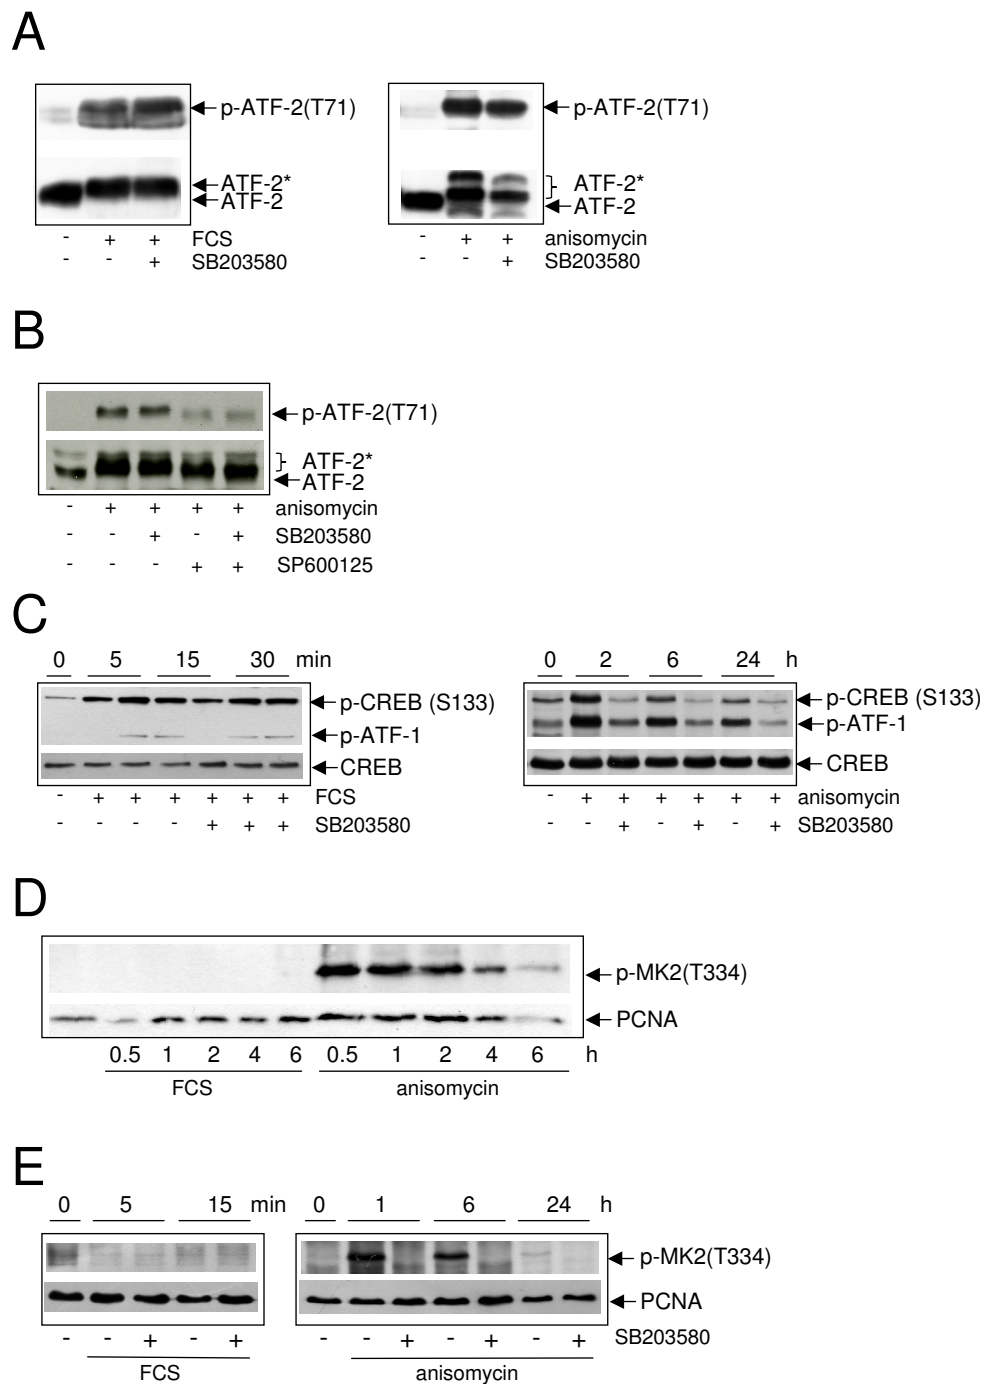 A
p-ATF-2(T71)
ATF-2*
ATF-2
- + + FCS
- - + SB203580
p-ATF-2(T71)
ATF-2*
ATF-2
- + + anisomycin
- - + SB203580
B
p-ATF-2(T71)
ATF-2*
ATF-2
- + + + + anisomycin
- - + - + SB203580
- - - + + SP600125
C
0 5 15 30 min
p-CREB (S133)
p-ATF-1
CREB
- + + + + + + FCS
- - - - + + + SB203580
0 2 6 24 h
p-CREB (S133)
p-ATF-1
CREB
- + + + + + + anisomycin
- - + - + - + SB203580
D
p-MK2(T334)
PCNA
0.5 1 2 4 6 0.5 1 2 4 6 h
FCS anisomycin
E
0 5 15 min
- - + - +
FCS
0 1 6 24 h
p-MK2(T334)
PCNA
- - + - + - + SB203580
anisomycin